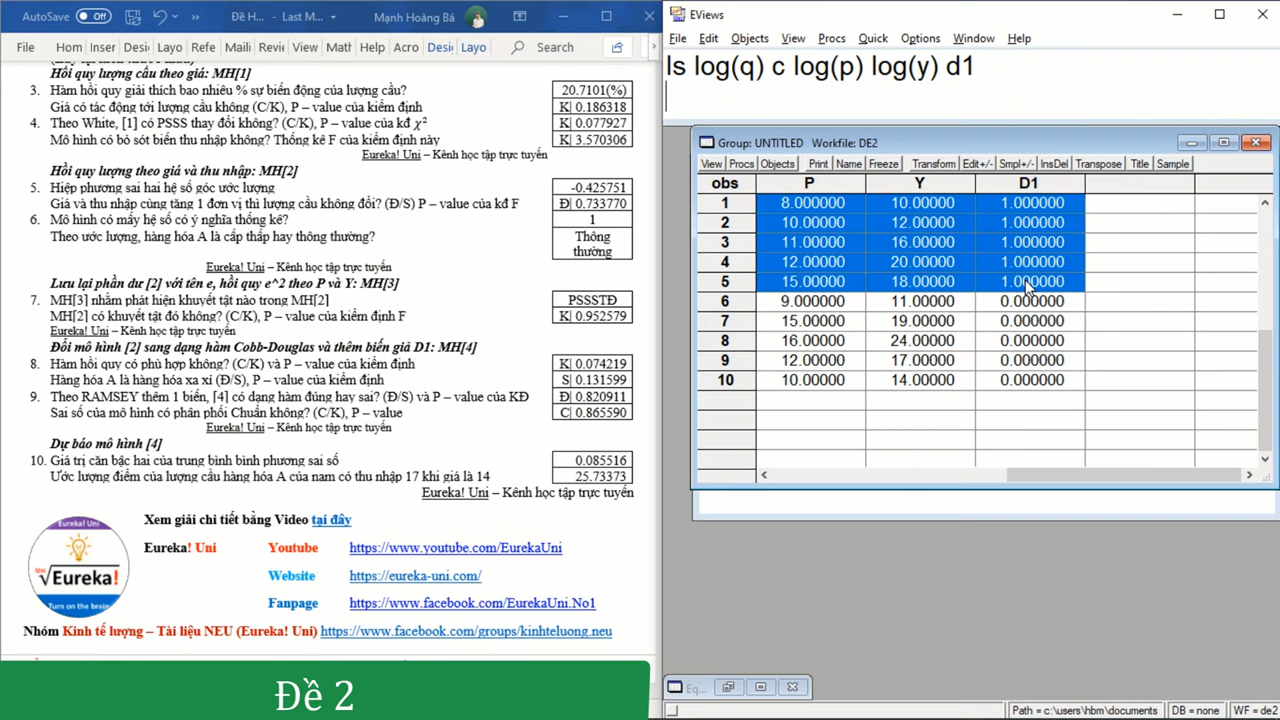 AutoSave Off Đề H... - Last M... Mạnh Hoàng Bá
File Hom Inser Desi Layo Refe Maili Revi View Math Help Acro Desi Layo Search
Hồi quy lượng cầu theo giá: MH[1]
3. Hàm hồi quy giải thích bao nhiêu % sự biến động của lượng cầu? 20.7101(%)
Giá có tác động tới lượng cầu không (C/K), P – value của kiểm định K| 0.186318
4. Theo White, [1] có PSSS thay đổi không? (C/K), P – value của kđ χ² K| 0.077927
Mô hình có bỏ sót biến thu nhập không? Thống kê F của kiểm định này K| 3.570306
Eureka! Uni – Kênh học tập trực tuyến
Hồi quy lượng theo giá và thu nhập: MH[2]
5. Hiệp phương sai hai hệ số góc ước lượng -0.425751
Giá và thu nhập cùng tăng 1 đơn vị thì lượng cầu không đổi? (Đ/S) P – value của kđ F Đ| 0.733770
6. Mô hình có mấy hệ số có ý nghĩa thống kê? 1
Theo ước lượng, hàng hóa A là cấp thấp hay thông thường? Thông
thường
Eureka! Uni – Kênh học tập trực tuyến
Lưu lại phần dư [2] với tên e, hồi quy e^2 theo P và Y: MH[3]
7. MH[3] nhằm phát hiện khuyết tật nào trong MH[2] PSSSTĐ
MH[2] có khuyết tật đó không? (C/K), P – value của kiểm định F K| 0.952579
Eureka! Uni – Kênh học tập trực tuyến
Đổi mô hình [2] sang dạng hàm Cobb-Douglas và thêm biến giả D1: MH[4]
8. Hàm hồi quy có phù hợp không? (C/K) và P – value của kiểm định K| 0.074219
Hàng hóa A là hàng hóa xa xỉ (Đ/S), P – value của kiểm định S| 0.131599
9. Theo RAMSEY thêm 1 biến, [4] có dạng hàm đúng hay sai? (Đ/S) và P – value của KĐ Đ| 0.820911
Sai số của mô hình có phân phối Chuẩn không? (C/K), P – value C| 0.865590
Eureka! Uni – Kênh học tập trực tuyến
Dự báo mô hình [4]
10. Giá trị căn bậc hai của trung bình bình phương sai số 0.085516
Ước lượng điểm của lượng cầu hàng hóa A của nam có thu nhập 17 khi giá là 14 25.73373
Eureka! Uni – Kênh học tập trực tuyến
Xem giải chi tiết bằng Video tại đây
Eureka! Uni Youtube https://www.youtube.com/EurekaUni
Website https://eureka-uni.com/
Fanpage https://www.facebook.com/EurekaUni.No1
Uni
√Eureka!
Turn on the brain
Nhóm Kinh tế lượng – Tài liệu NEU (Eureka! Uni) https://www.facebook.com/groups/kinhteluong.neu
Đề 2
EViews
File Edit Objects View Procs Quick Options Window Help
ls log(q) c log(p) log(y) d1
Group: UNTITLED Workfile: DE2
View Procs Objects Print Name Freeze Transform Edit+/- Smpl+/- InsDel Transpose Title Sample
obs P Y D1
1 8.000000 10.00000 1.000000
2 10.00000 12.00000 1.000000
3 11.00000 16.00000 1.000000
4 12.00000 20.00000 1.000000
5 15.00000 18.00000 1.000000
6 9.000000 11.00000 0.000000
7 15.00000 19.00000 0.000000
8 16.00000 24.00000 0.000000
9 12.00000 17.00000 0.000000
10 10.00000 14.00000 0.000000
Eq...
Path = c:\users\hbm\documents DB = none WF = de2